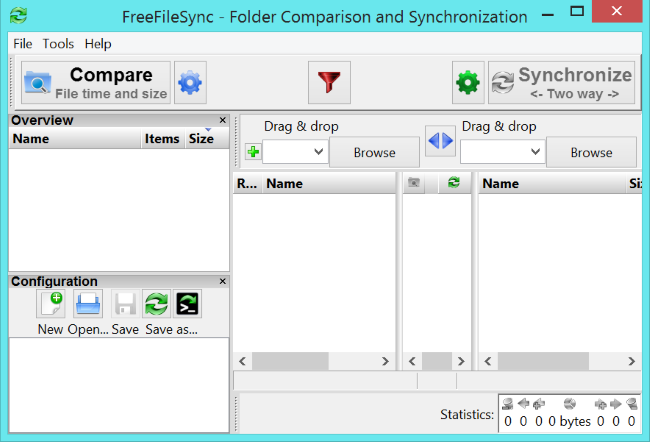 FreeFileSync - Folder Comparison and Synchronization
File Tools Help
Compare
File time and size
Synchronize
<- Two way ->
Overview
Name Items Size
Drag & drop
Browse
Drag & drop
Browse
R... Name
Name Siz
Configuration
New Open... Save Save as...
Statistics:
0 0 0 0 bytes 0 0 0